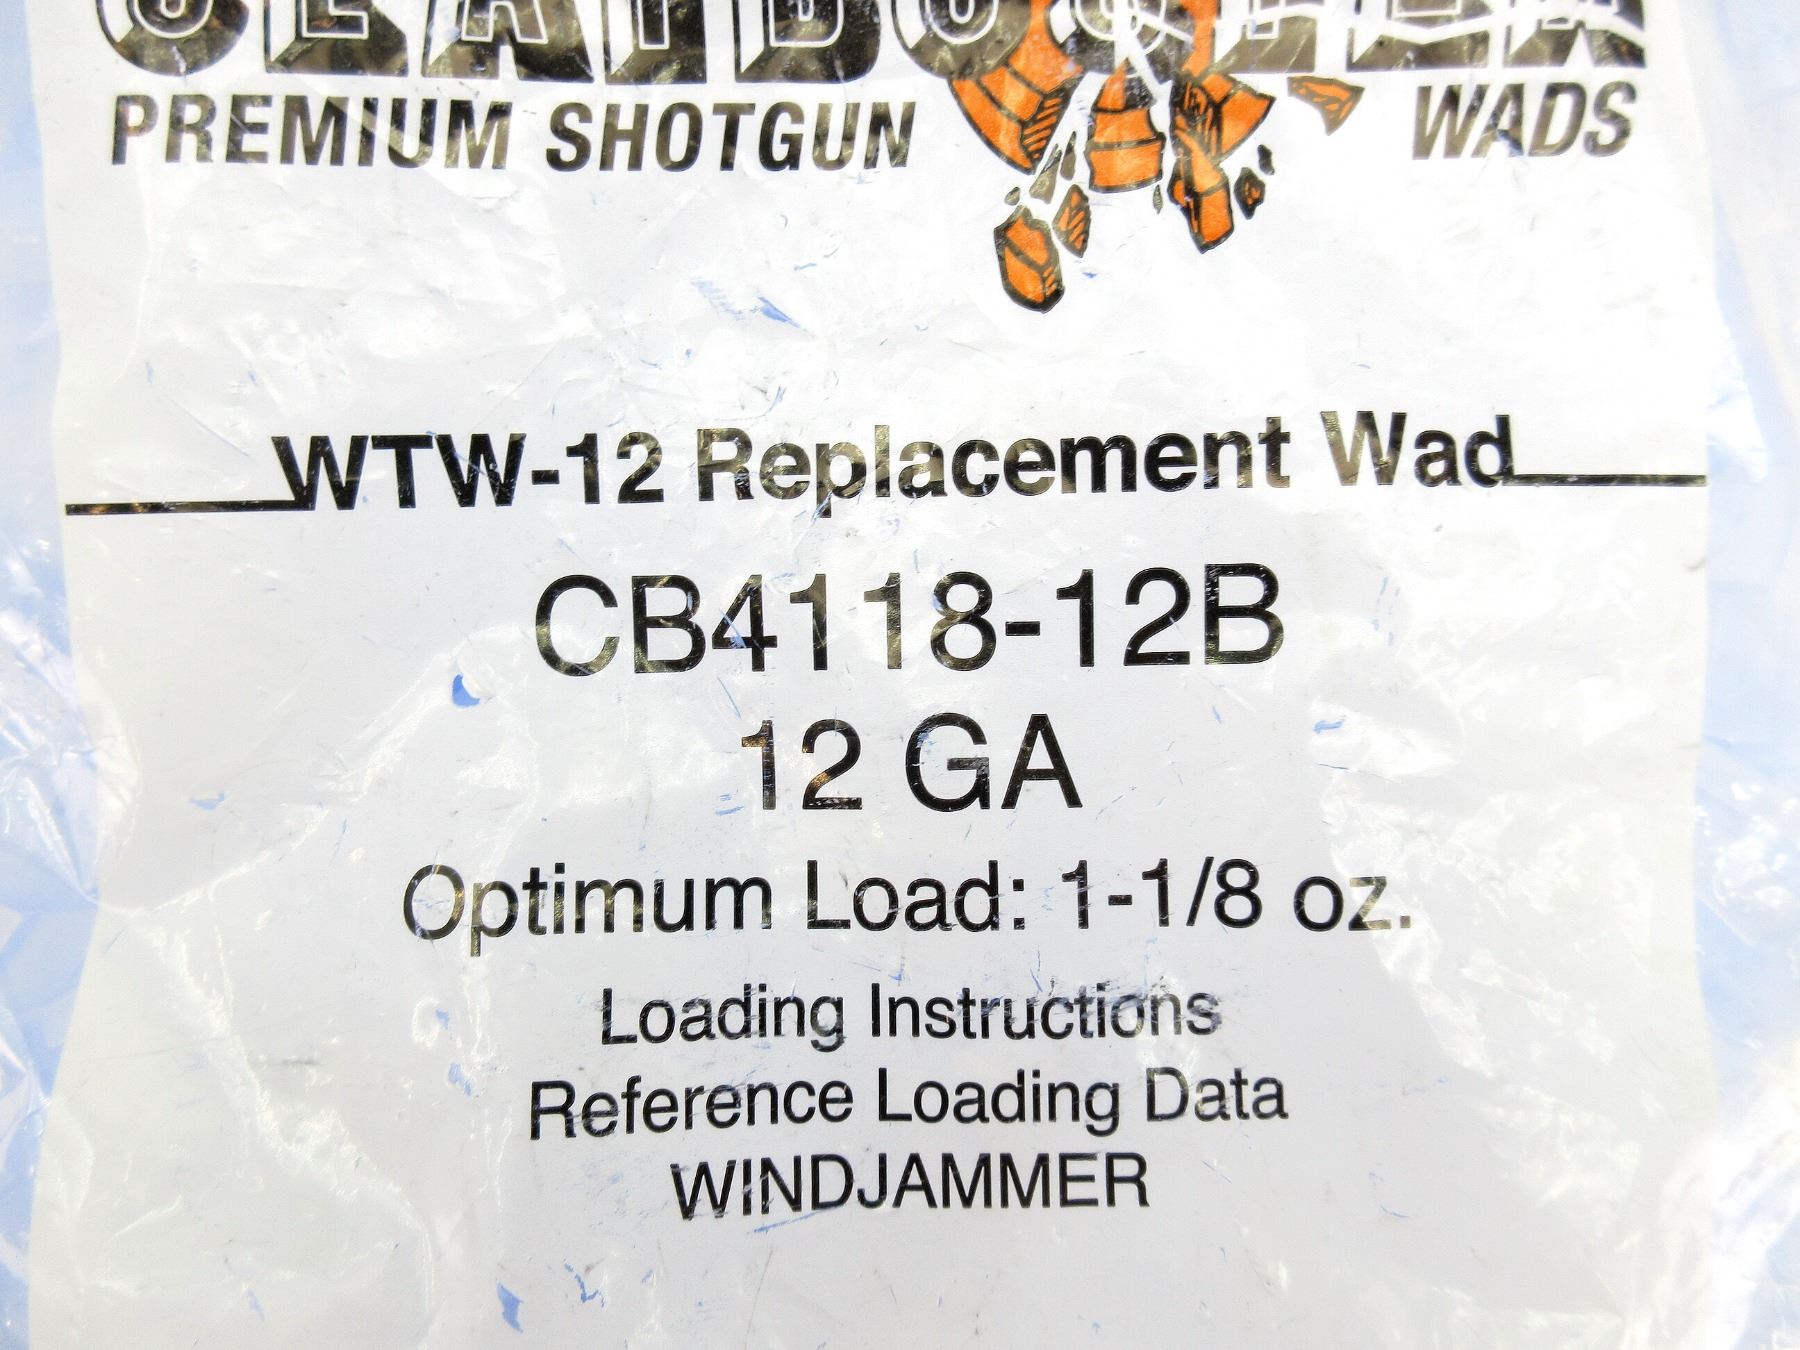 CLAYBUSTER
PREMIUM SHOTGUN WADS
WTW-12 Replacement Wad
CB4118-12B
12 GA
Optimum Load: 1-1/8 oz.
Loading Instructions
Reference Loading Data
WINDJAMMER